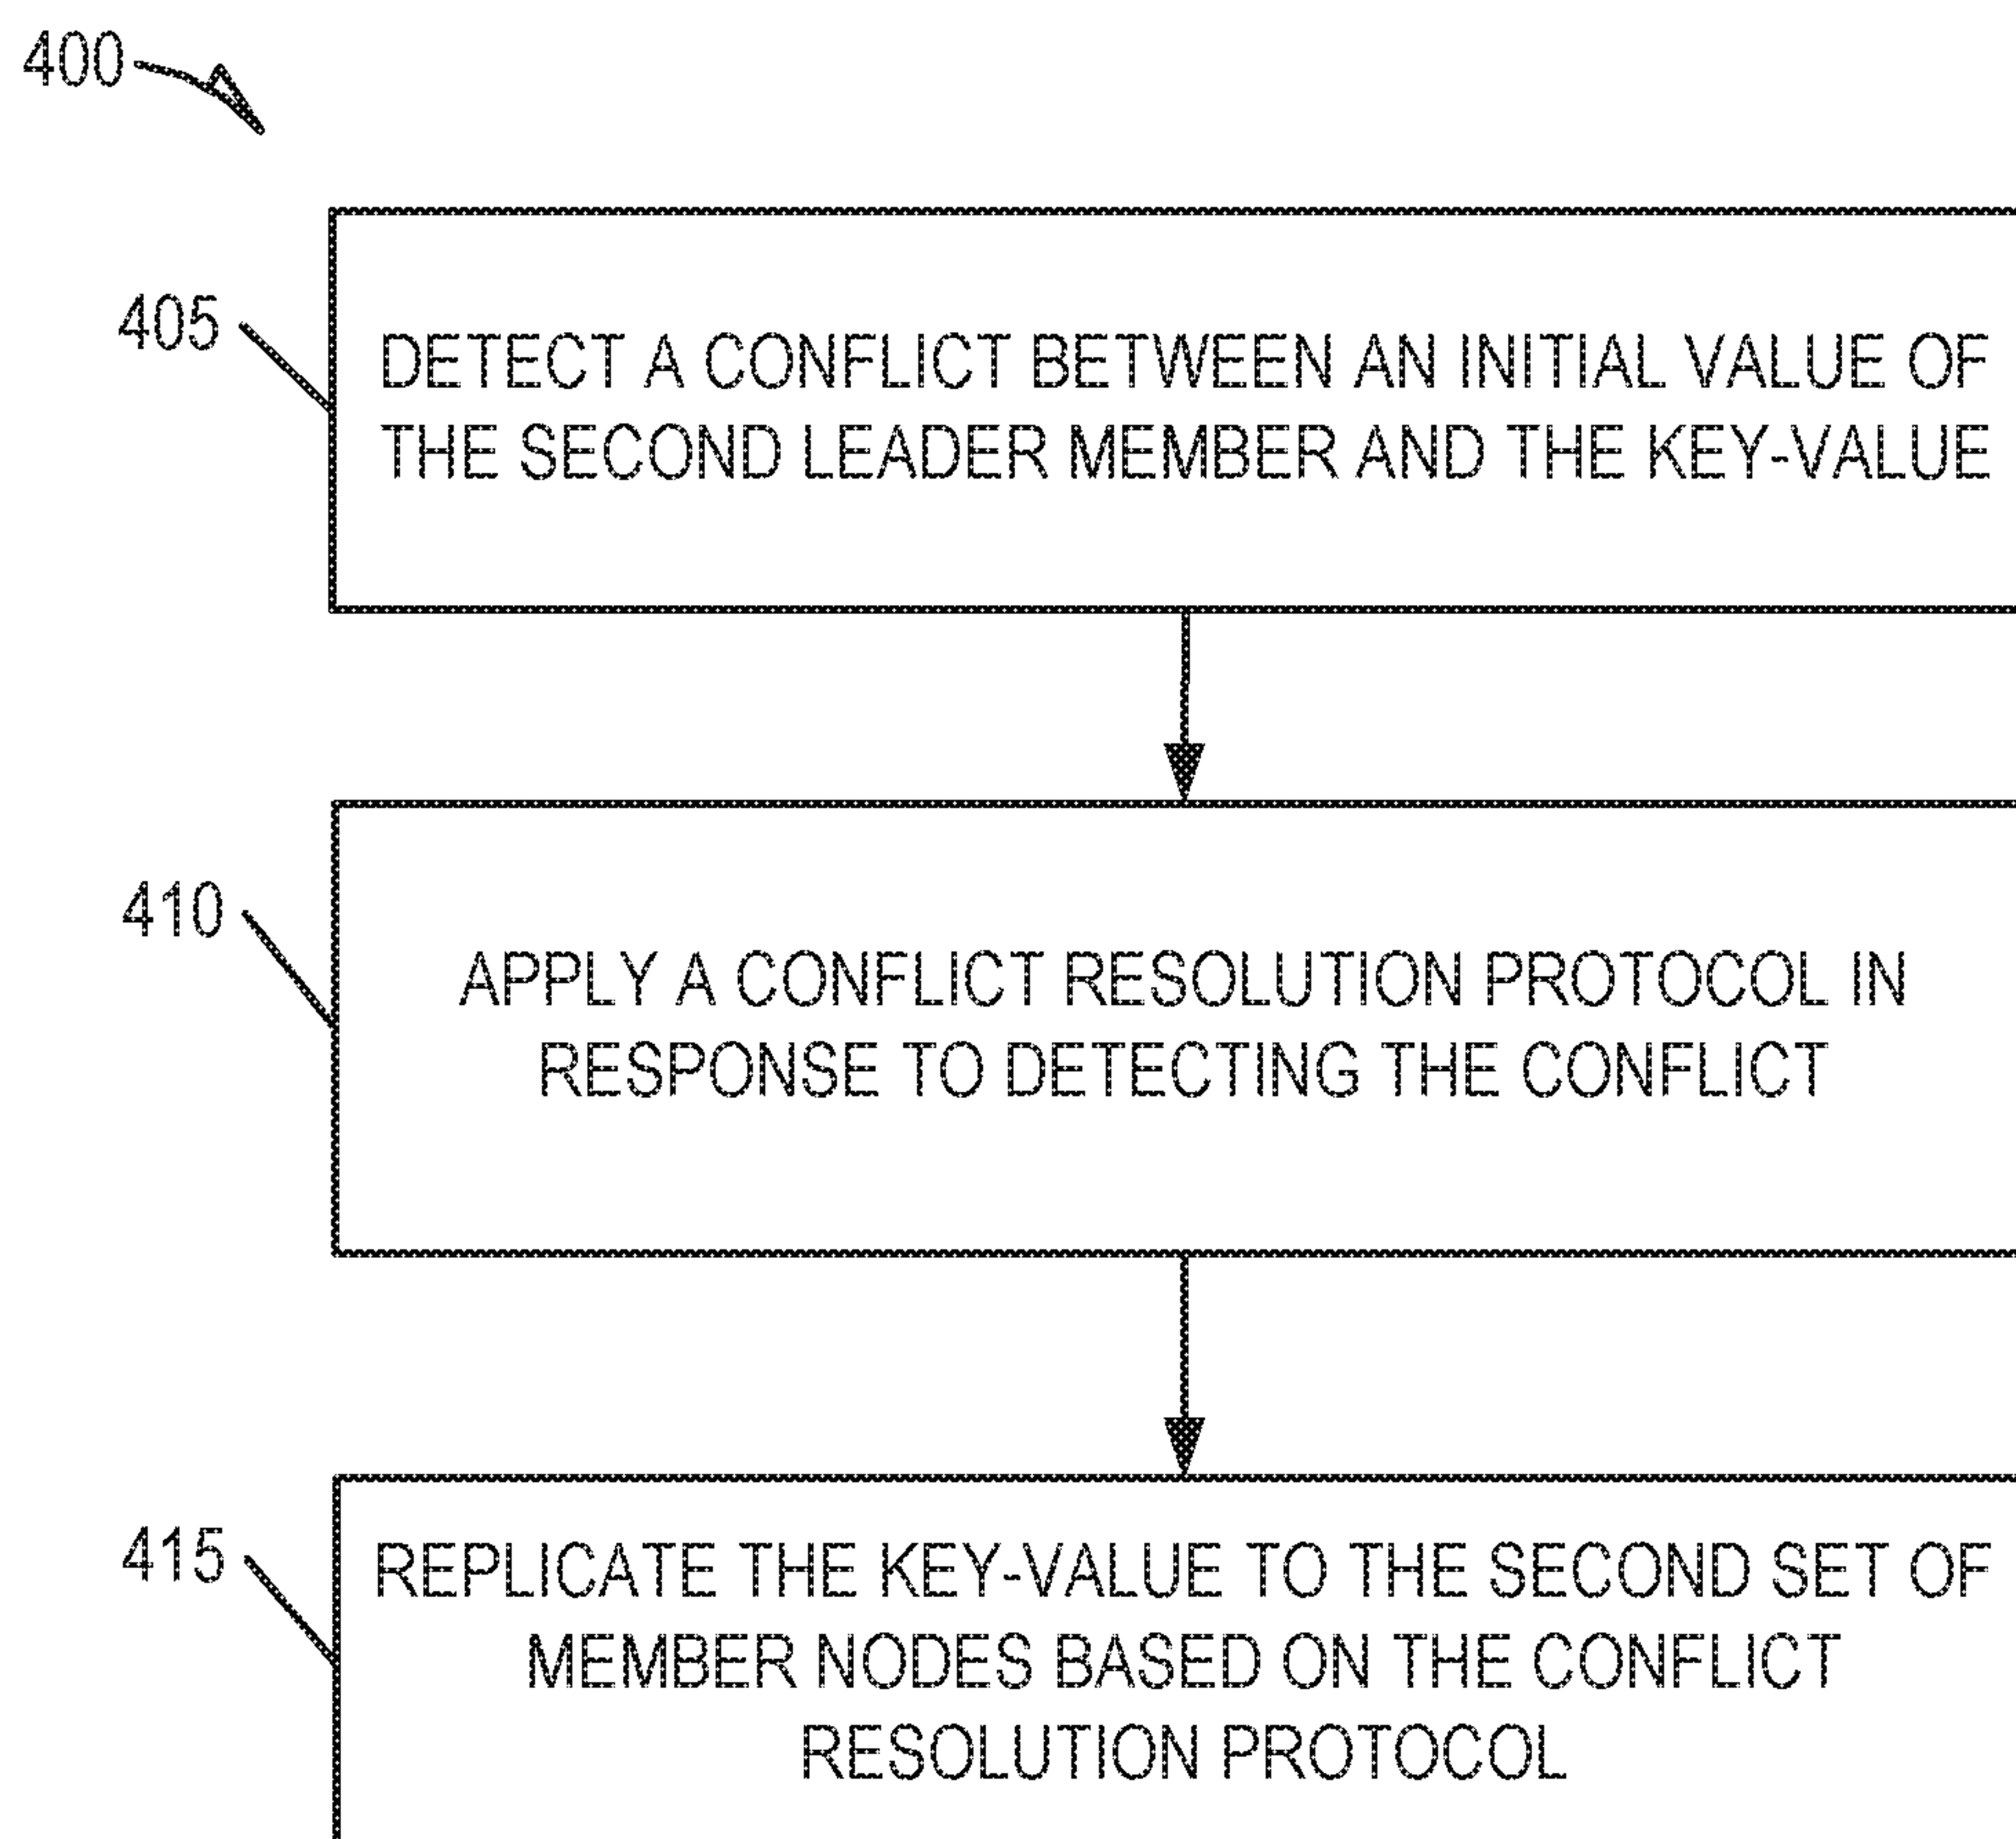 400
405
DETECT A CONFLICT BETWEEN AN INITIAL VALUE OF
THE SECOND LEADER MEMBER AND THE KEY-VALUE
410
APPLY A CONFLICT RESOLUTION PROTOCOL IN
RESPONSE TO DETECTING THE CONFLICT
415
REPLICATE THE KEY-VALUE TO THE SECOND SET OF
MEMBER NODES BASED ON THE CONFLICT
RESOLUTION PROTOCOL